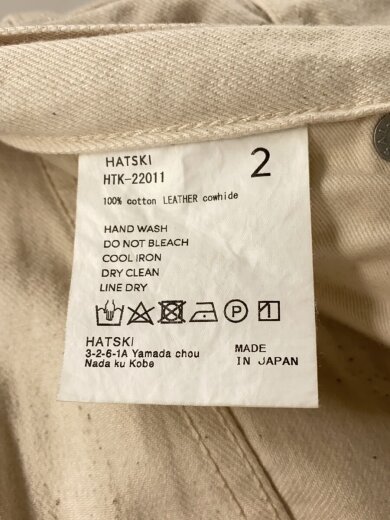 HATSKI
HTK-22011
2
100% cotton LEATHER cowhide
HAND WASH
DO NOT BLEACH
COOL IRON
DRY CLEAN
LINE DRY
P
HATSKI
3-2-6-1A Yamada chou
Nada ku Kobe
MADE
IN JAPAN